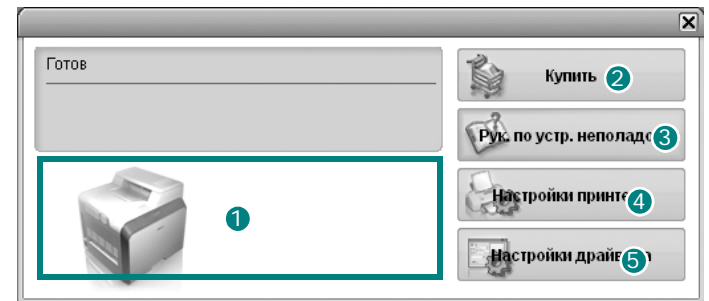 Готов
Купить 2
Рук. по устр. неполадо 3
1
Настройки принте 4
Настройки драйв 5